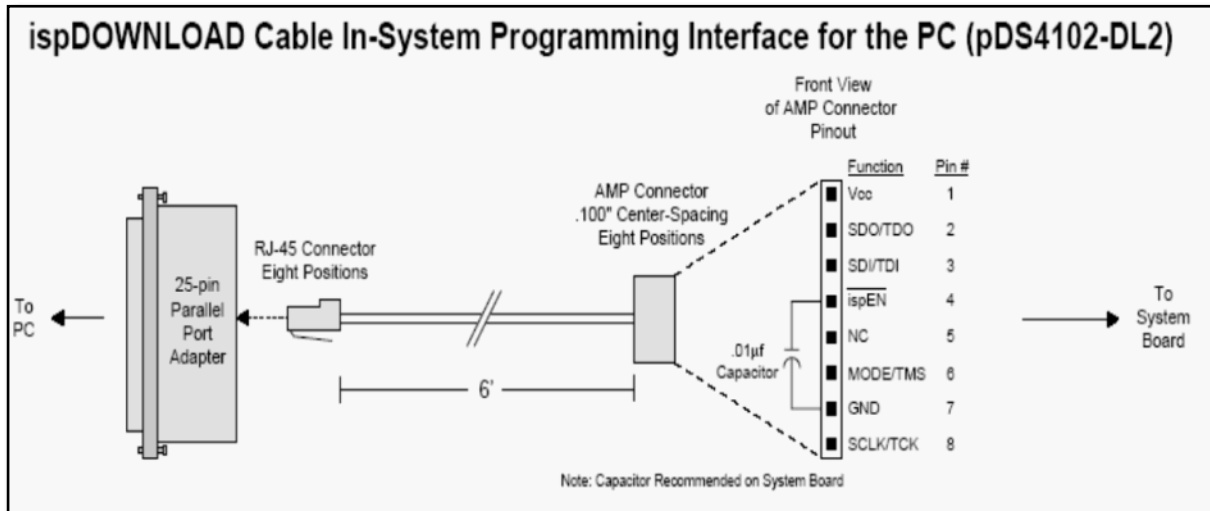 ispDOWNLOAD Cable In-System Programming Interface for the PC (pDS4102-DL2)
Front View
of AMP Connector
Pinout
Function Pin #
Vcc 1
SDO/TDO 2
SDI/TDI 3
ispEN 4
NC 5
MODE/TMS 6
GND 7
SCLK/TCK 8
AMP Connector
.100" Center-Spacing
Eight Positions
RJ-45 Connector
Eight Positions
25-pin
Parallel
Port
Adapter
To
PC
6'
.01µf
Capacitor
To
System
Board
Note: Capacitor Recommended on System Board